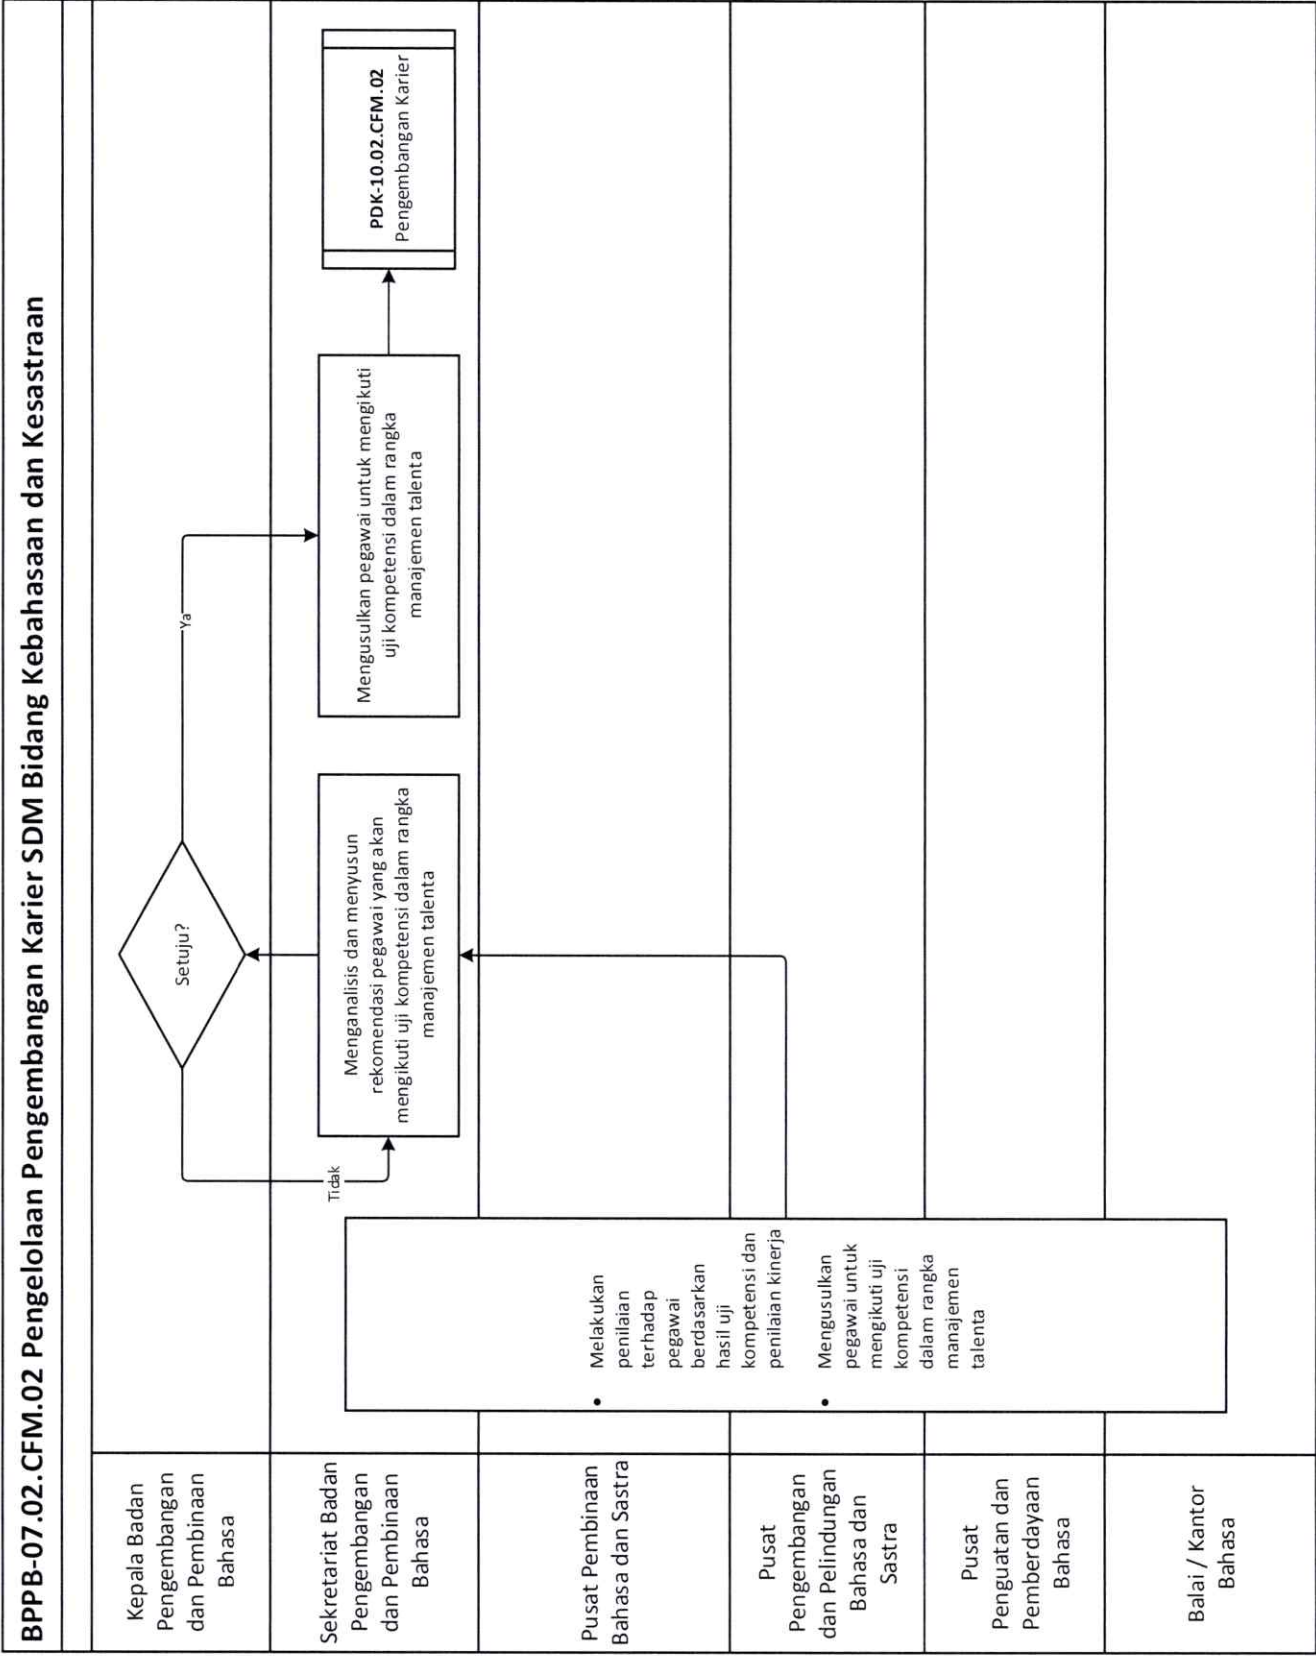 BPPB-07.02.CFM.02 Pengelolaan Pengembangan Karier SDM Bidang Kebahasaan dan Kesastraan
Kepala Badan
Pengembangan
dan Pembinaan
Bahasa
Setuju?
Ya
Tidak
Sekretariat Badan
Pengembangan
dan Pembinaan
Bahasa
Menganalisis dan menyusun
rekomendasi pegawai yang akan
mengikuti uji kompetensi dalam rangka
manajemen talenta
Mengusulkan pegawai untuk mengikuti
uji kompetensi dalam rangka
manajemen talenta
PDK-10.02.CFM.02
Pengembangan Karier
Pusat Pembinaan
Bahasa dan Sastra
• Melakukan
penilaian
terhadap
pegawai
berdasarkan
hasil uji
kompetensi dan
penilaian kinerja
• Mengusulkan
pegawai untuk
mengikuti uji
kompetensi
dalam rangka
manajemen
talenta
Pusat
Pengembangan
dan Pelindungan
Bahasa dan
Sastra
Pusat
Penguatan dan
Pemberdayaan
Bahasa
Balai / Kantor
Bahasa